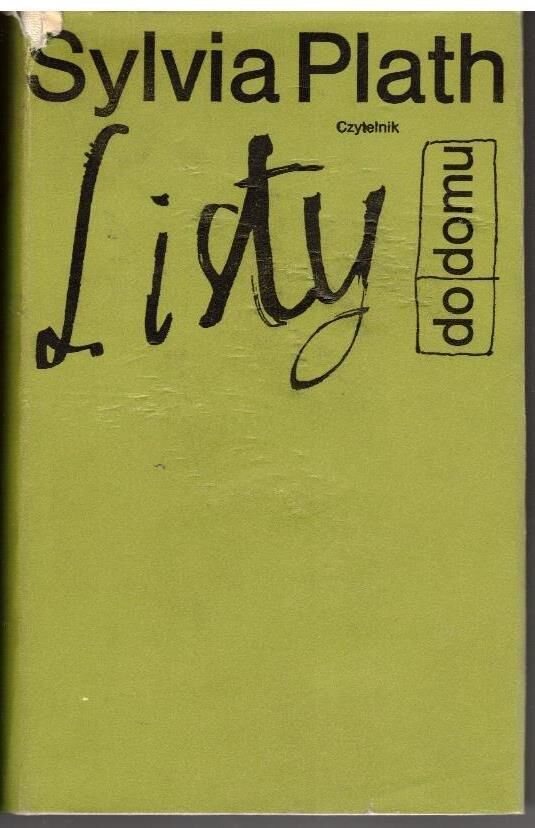 Sylvia Plath
Czytelnik
Listy
do domu